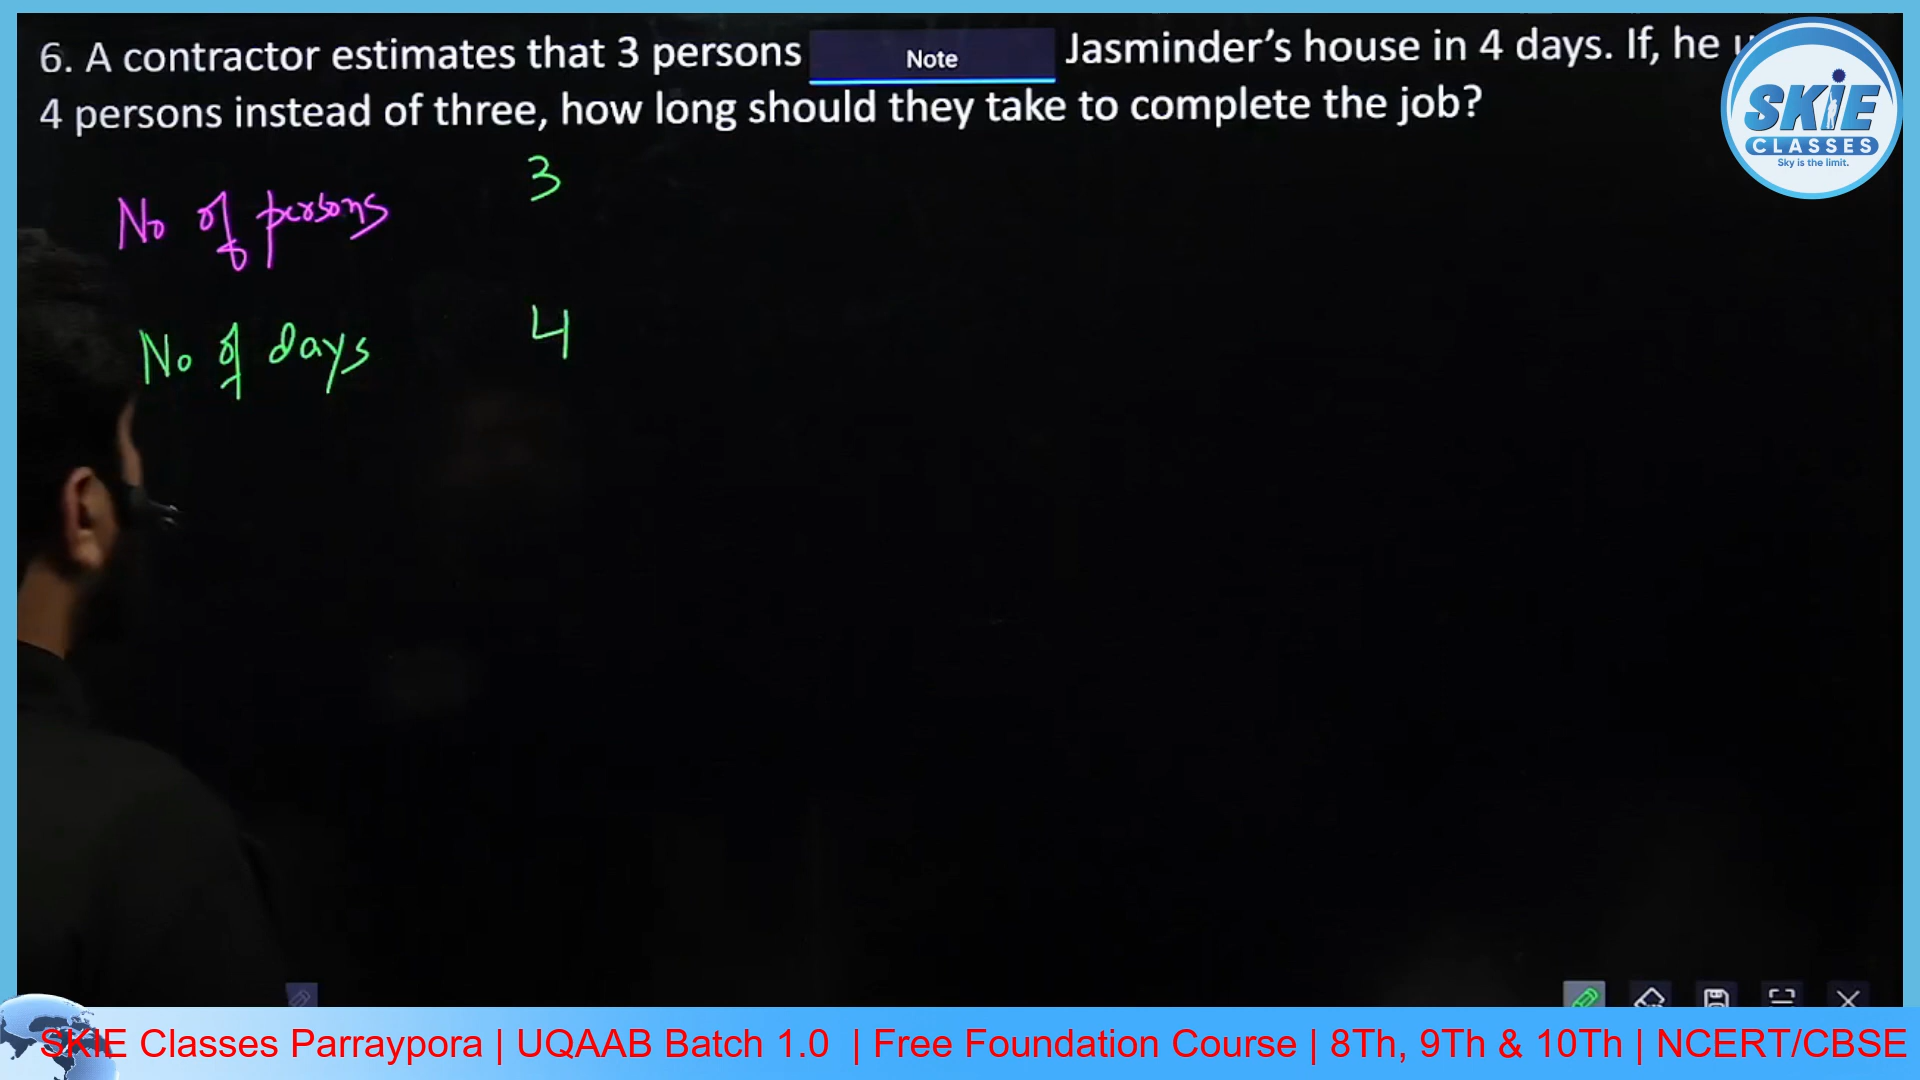 6. A contractor estimates that 3 persons Note Jasminder's house in 4 days. If, he
4 persons instead of three, how long should they take to complete the job?
SKIE
CLASSES
Sky is the limit.
No of persons 3
No of days 4
SKIE Classes Parraypora | UQAAB Batch 1.0 | Free Foundation Course | 8Th, 9Th & 10Th | NCERT/CBSE